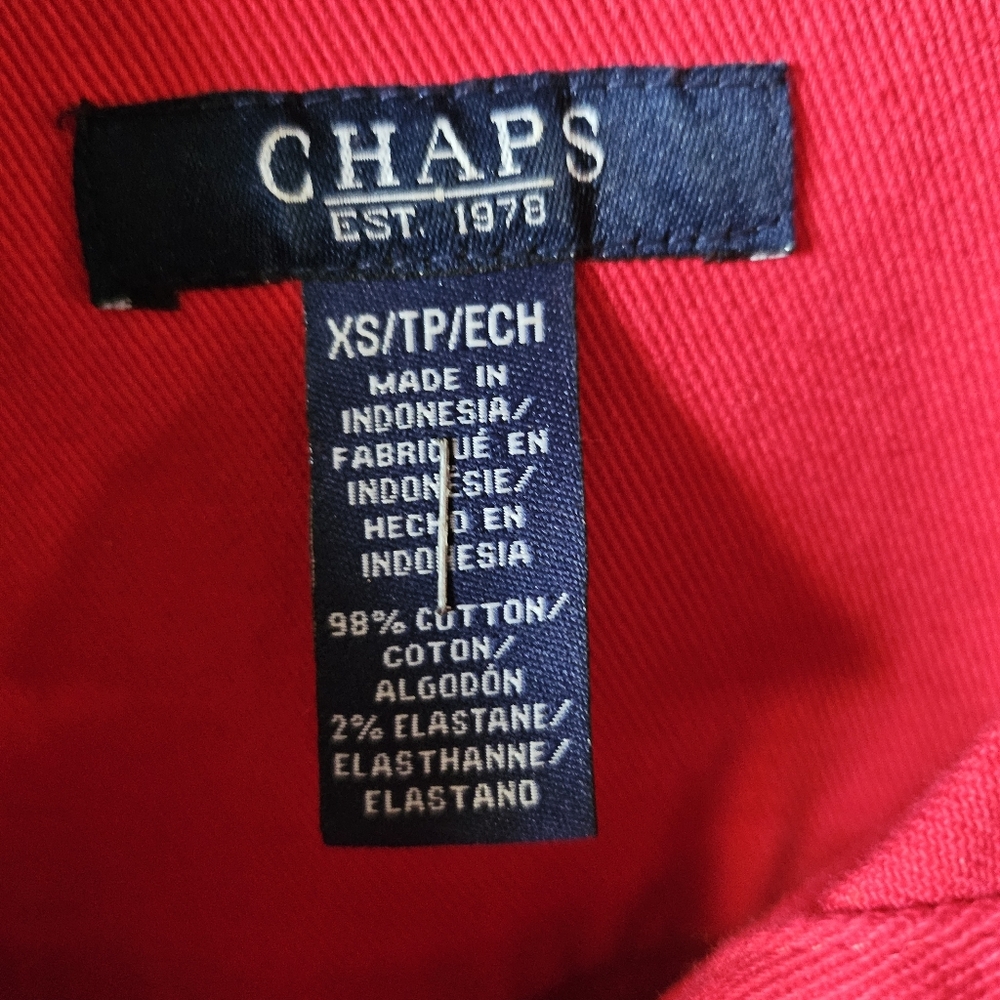 CHAPS
EST. 1978
XS/TP/ECH
MADE IN
INDONESIA/
FABRIQUÉ EN
INDONESIE/
HECHO EN
INDONESIA
98% COTTON/
COTON/
ALGODÓN
2% ELASTANE/
ELASTHANNE/
ELASTANO